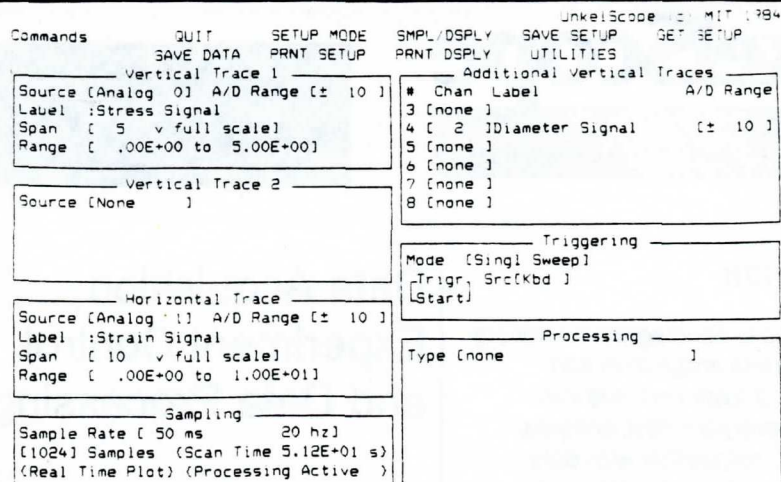 UnkelScope (c) MIT 1984
Commands QUIT SETUP MODE SMPL/DSPLY SAVE SETUP GET SETUP
SAVE DATA PRNT SETUP PRNT DSPLY UTILITIES
Vertical Trace 1
Source [Analog 0] A/D Range [± 10 ]
Label :Stress Signal
Span [ 5 v full scale]
Range [ .00E+00 to 5.00E+00]
Vertical Trace 2
Source [None ]
Horizontal Trace
Source [Analog 1] A/D Range [± 10 ]
Label :Strain Signal
Span [ 10 v full scale]
Range [ .00E+00 to 1.00E+01]
Sampling
Sample Rate [ 50 ms 20 hz]
[1024] Samples (Scan Time 5.12E+01 s)
(Real Time Plot) (Processing Active )
Additional Vertical Traces
# Chan Label A/D Range
3 [none ]
4 [ 2 ]Diameter Signal [± 10 ]
5 [none ]
6 [none ]
7 [none ]
8 [none ]
Triggering
Mode [Singl Sweep]
Trigr Src[Kbd ]
Start
Processing
Type [none ]